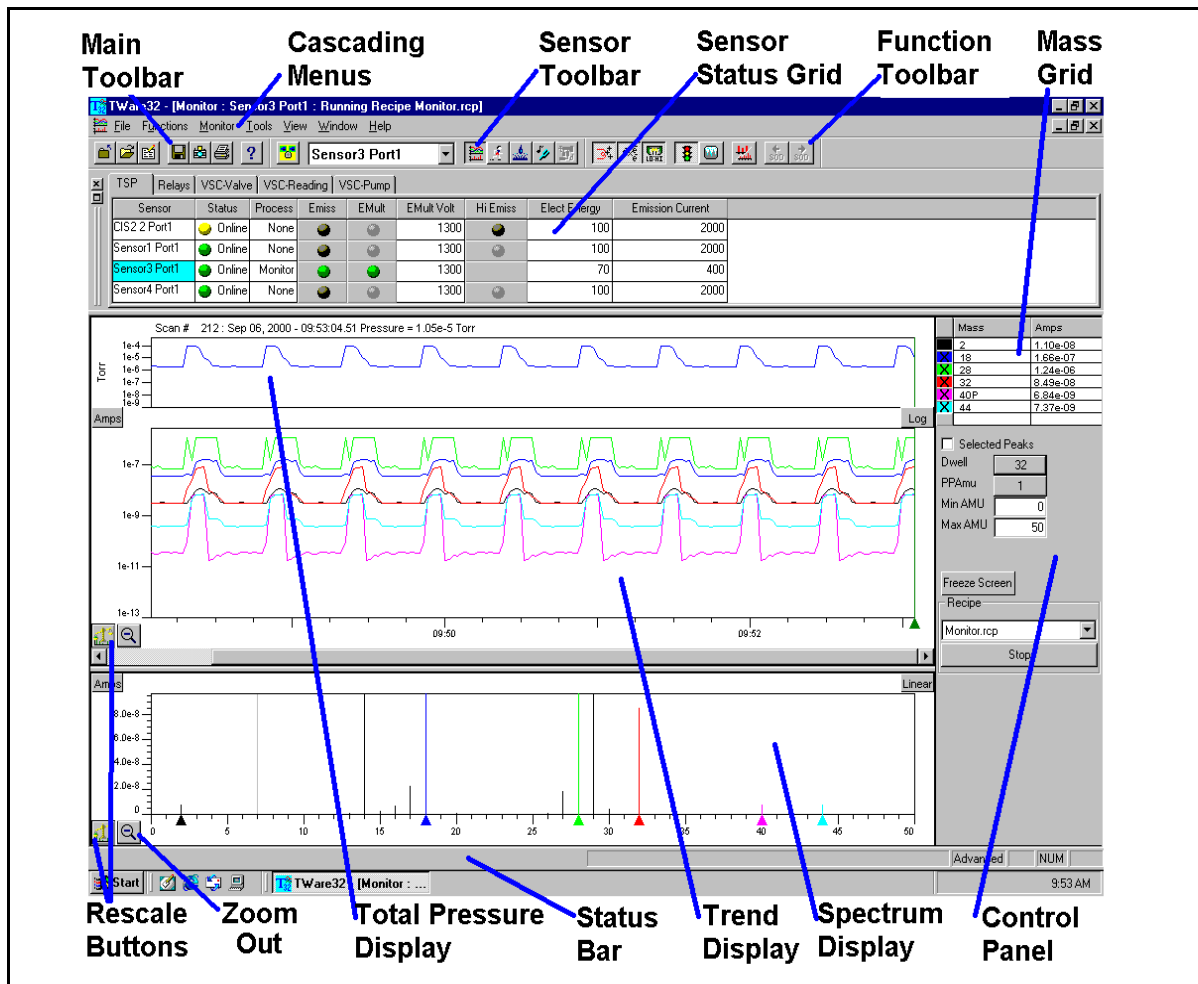 Main Toolbar
Cascading Menus
Sensor Toolbar
Sensor Status Grid
Function Toolbar
Mass Grid
TWare32 - [Monitor : Sensor3 Port1 : Running Recipe Monitor.rcp]
File Functions Monitor Tools View Window Help
Sensor3 Port1
TSP Relays VSC-Valve VSC-Reading VSC-Pump
Sensor Status Process Emiss EMult EMult Volt Hi Emiss Elect Energy Emission Current
CIS2 2 Port1 Online None 1300 100 2000
Sensor1 Port1 Online None 1300 100 2000
Sensor3 Port1 Online Monitor 1300 70 400
Sensor4 Port1 Online None 1300 100 2000
Scan # 212 : Sep 06, 2000 - 09:53:04.51 Pressure = 1.05e-5 Torr
Torr
1e-4
1e-5
1e-6
1e-7
1e-8
1e-9
Amps
Log
1e-7
1e-9
1e-11
1e-13
09:50 09:52
Mass Amps
2 1.10e-08
18 1.66e-07
28 1.24e-06
32 8.49e-08
40P 6.84e-09
44 7.37e-09
Selected Peaks
Dwell 32
PPAmu 1
Min AMU 0
Max AMU 50
Freeze Screen
Recipe
Monitor.rcp
Stop
Amps
Linear
8.0e-8
6.0e-8
4.0e-8
2.0e-8
0
0 5 10 15 20 25 30 35 40 45 50
Advanced NUM
Start
TWare32 - [Monitor : ...
9:53 AM
Rescale Buttons
Zoom Out
Total Pressure Display
Status Bar
Trend Display
Spectrum Display
Control Panel